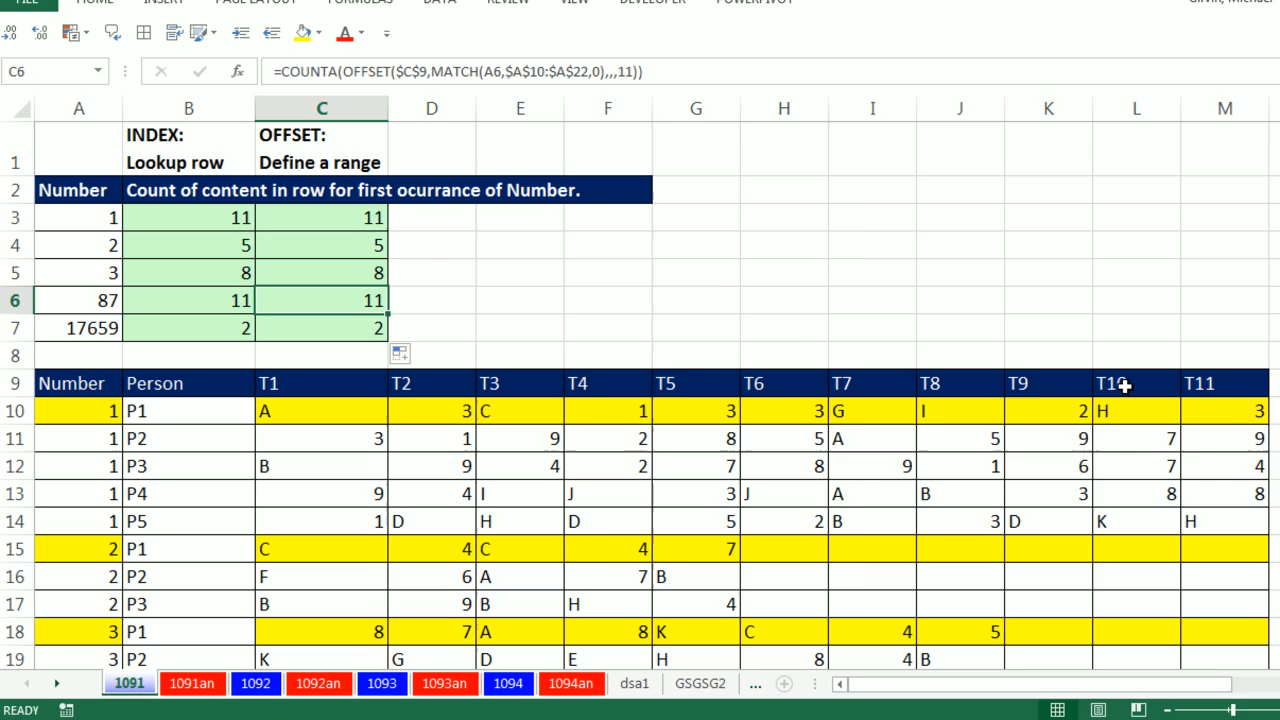 FILE HOME INSERT PAGE LAYOUT FORMULAS DATA REVIEW VIEW DEVELOPER POWERPIVOT Girvin, Michael
C6 fx =COUNTA(OFFSET($C$9,MATCH(A6,$A$10:$A$22,0),,,11))
A B C D E F G H I J K L M
INDEX: OFFSET:
1 Lookup row Define a range
2 Number Count of content in row for first ocurrance of Number.
3 1 11 11
4 2 5 5
5 3 8 8
6 87 11 11
7 17659 2 2
8
9 Number Person T1 T2 T3 T4 T5 T6 T7 T8 T9 T10 T11
10 1 P1 A 3 C 1 3 3 G I 2 H 3
11 1 P2 3 1 9 2 8 5 A 5 9 7 9
12 1 P3 B 9 4 2 7 8 9 1 6 7 4
13 1 P4 9 4 I J 3 J A B 3 8 8
14 1 P5 1 D H D 5 2 B 3 D K H
15 2 P1 C 4 C 4 7
16 2 P2 F 6 A 7 B
17 2 P3 B 9 B H 4
18 3 P1 8 7 A 8 K C 4 5
19 3 P2 K G D E H 8 4 B
1091 1091an 1092 1092an 1093 1093an 1094 1094an dsa1 GSGSG2 ...
READY